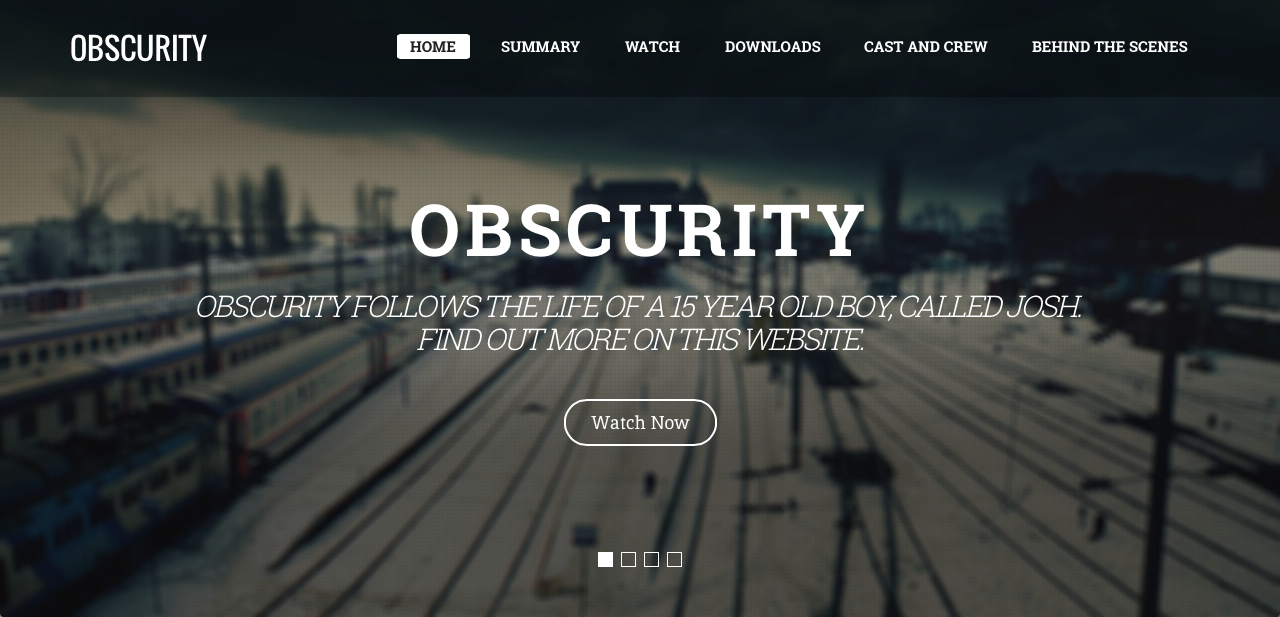 OBSCURITY
HOME SUMMARY WATCH DOWNLOADS CAST AND CREW BEHIND THE SCENES
OBSCURITY
OBSCURITY FOLLOWS THE LIFE OF A 15 YEAR OLD BOY, CALLED JOSH.
FIND OUT MORE ON THIS WEBSITE.
Watch Now